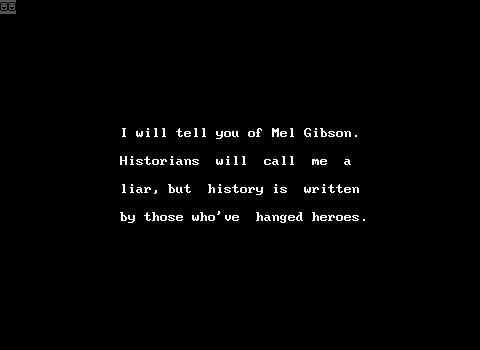 I will tell you of Mel Gibson.
Historians will call me a
liar, but history is written
by those who've hanged heroes.